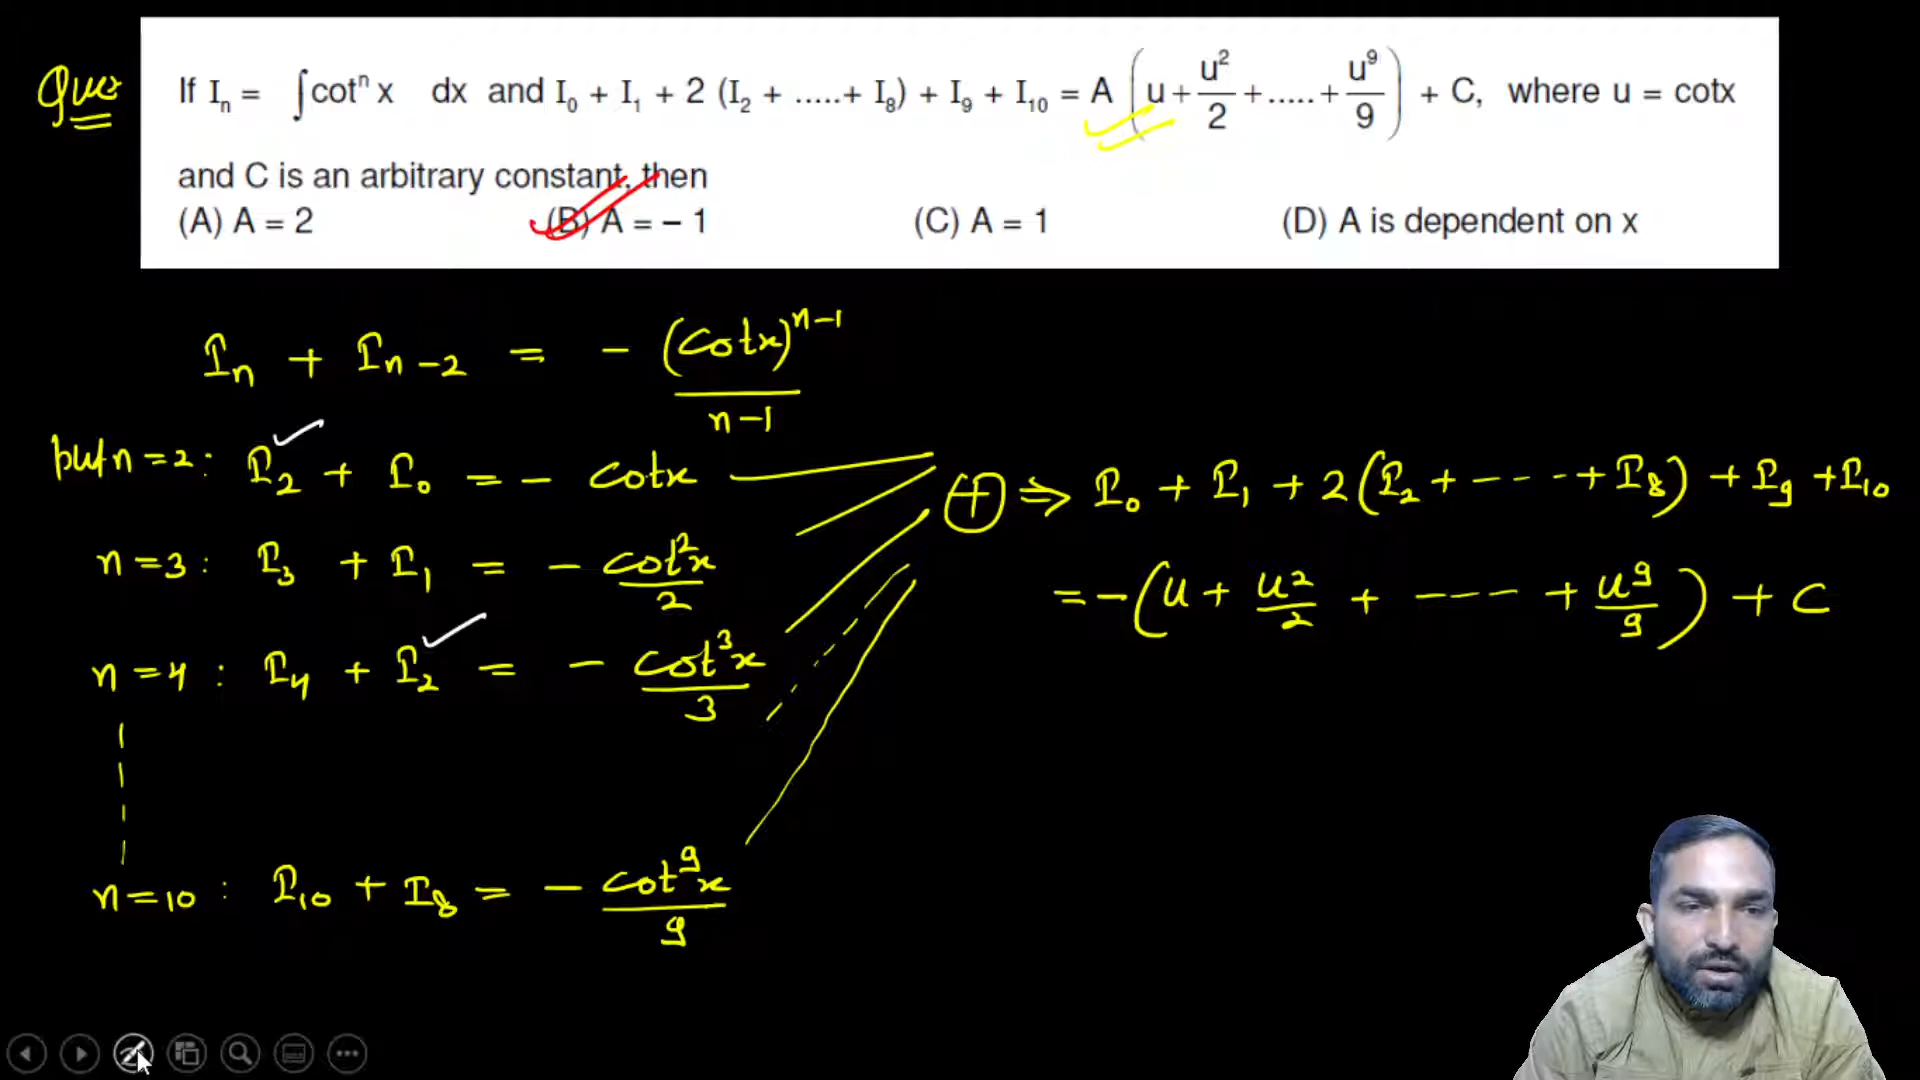 Que
If Iₙ = ∫cotⁿ x dx and I₀ + I₁ + 2 (I₂ + .....+ I₈) + I₉ + I₁₀ = A (u + u²/2 + ..... + u⁹/9) + C, where u = cotx
and C is an arbitrary constant, then
(A) A = 2 (B) A = – 1 (C) A = 1 (D) A is dependent on x
Iₙ + Iₙ₋₂ = - (cotx)ⁿ⁻¹/n-1
put n=2: I₂ + I₀ = - cotx
n=3: I₃ + I₁ = - cot²x/2
n=4: I₄ + I₂ = - cot³x/3
n=10: I₁₀ + I₈ = - cot⁹x/9
⊕ ⇒ I₀ + I₁ + 2(I₂ + --- + I₈) + I₉ + I₁₀
= -(u + u²/2 + ---- + u⁹/9) + C